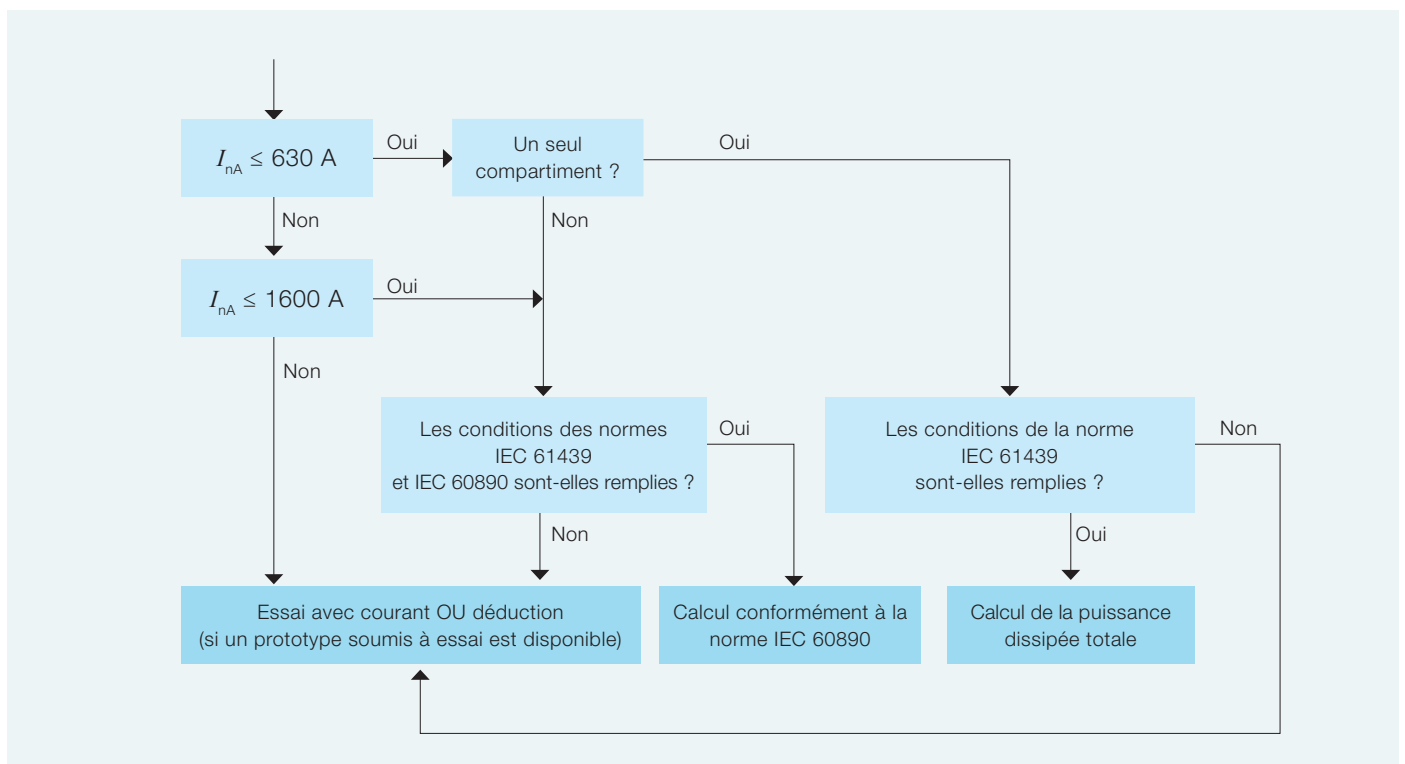 I nA ≤ 630 A
Oui
Un seul
compartiment ?
Oui
Non
Non
I nA ≤ 1600 A
Oui
Non
Les conditions des normes
IEC 61439
et IEC 60890 sont-elles remplies ?
Oui
Les conditions de la norme
IEC 61439
sont-elles remplies ?
Non
Non
Oui
Essai avec courant OU déduction
(si un prototype soumis à essai est disponible)
Calcul conformément à la
norme IEC 60890
Calcul de la puissance
dissipée totale